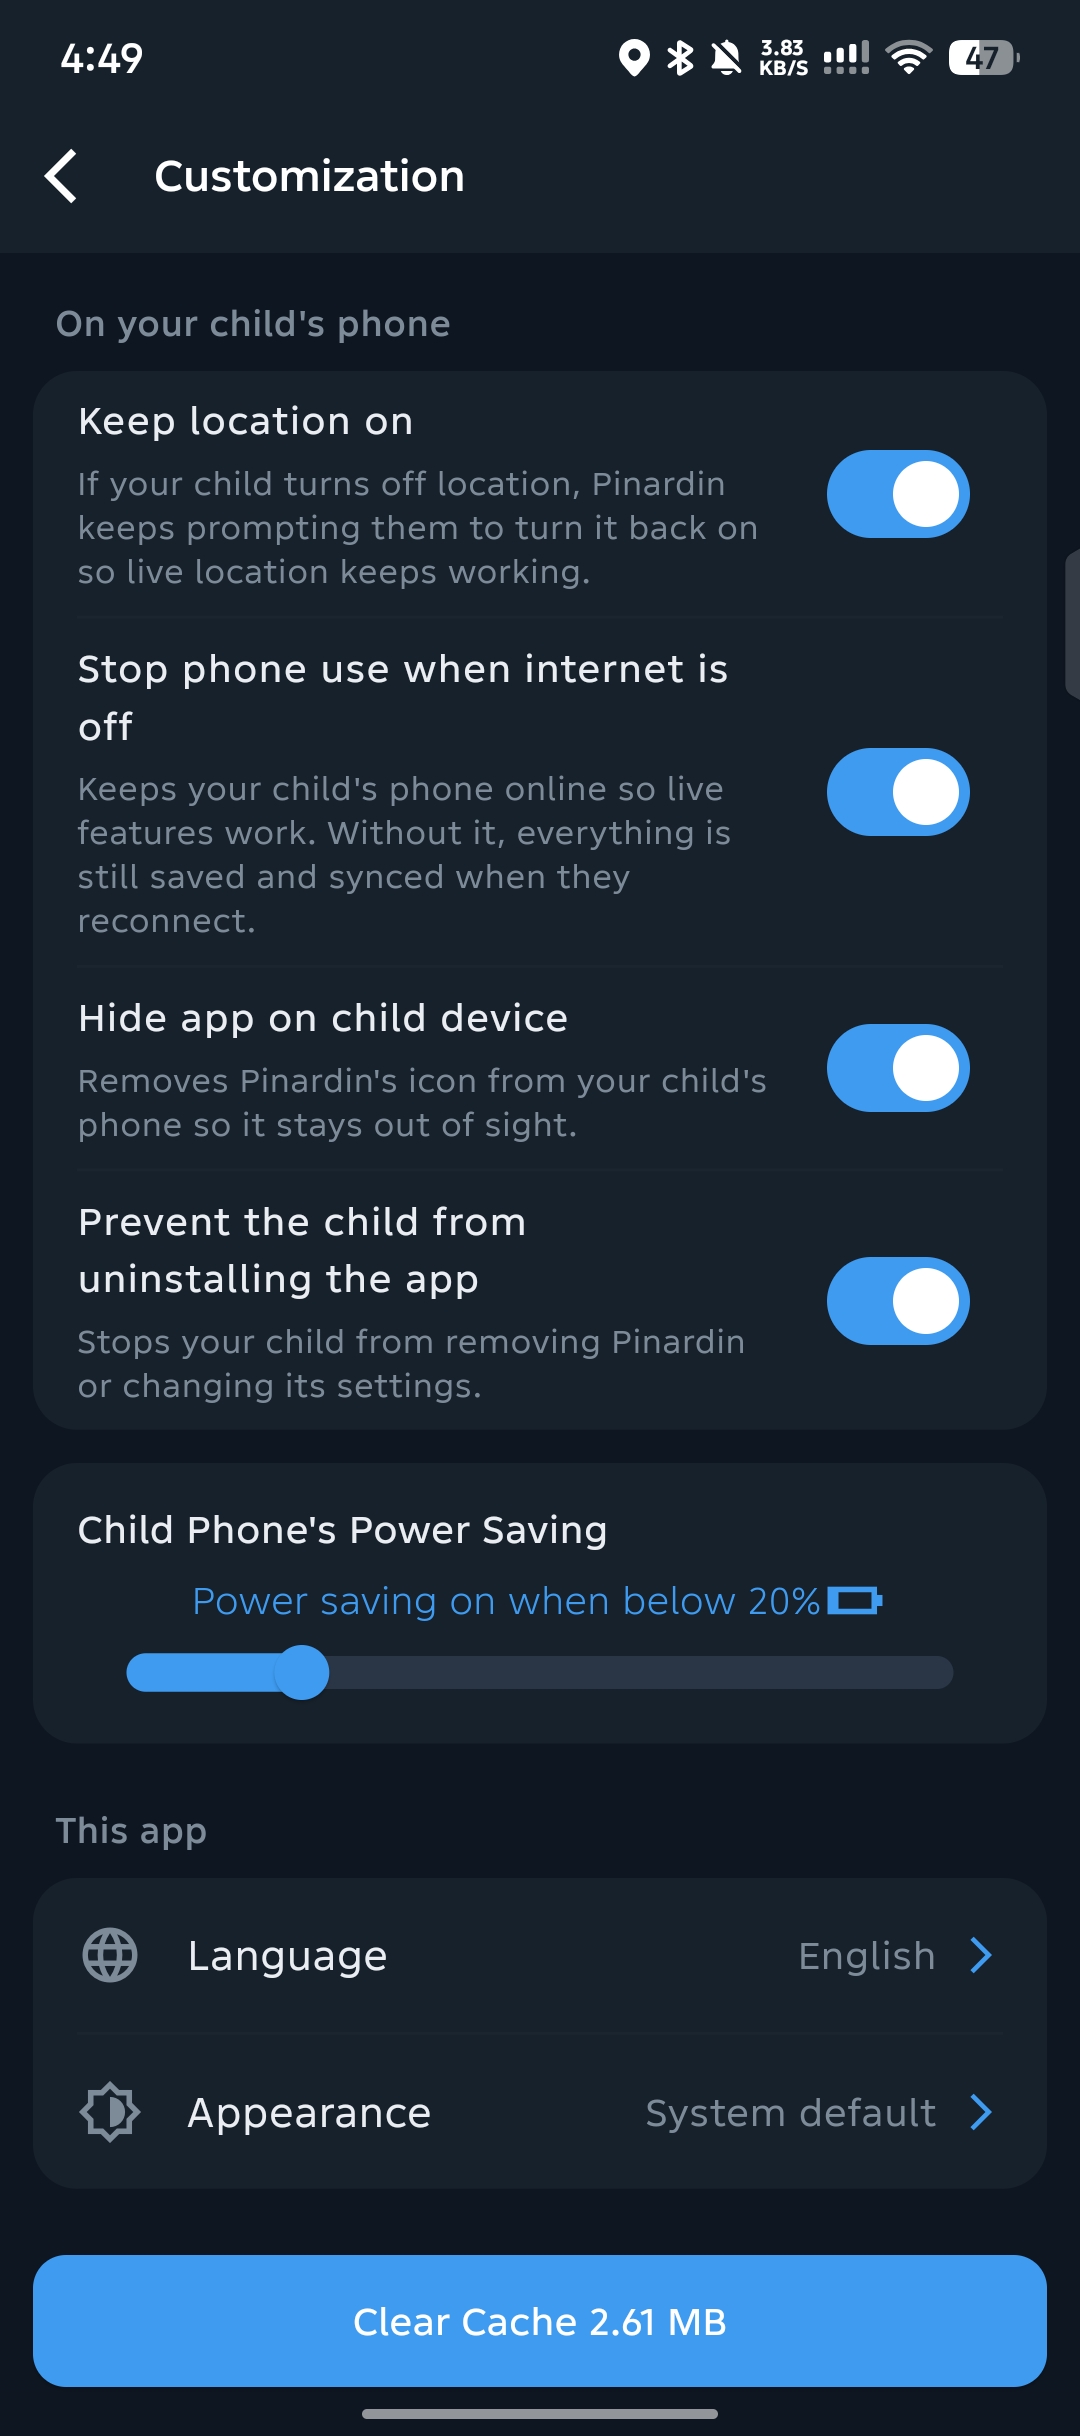 4:49
3.83
KB/S
47
Customization
On your child's phone
Keep location on
If your child turns off location, Pinardin
keeps prompting them to turn it back on
so live location keeps working.
Stop phone use when internet is
off
Keeps your child's phone online so live
features work. Without it, everything is
still saved and synced when they
reconnect.
Hide app on child device
Removes Pinardin's icon from your child's
phone so it stays out of sight.
Prevent the child from
uninstalling the app
Stops your child from removing Pinardin
or changing its settings.
Child Phone's Power Saving
Power saving on when below 20%
This app
Language English
Appearance System default
Clear Cache 2.61 MB